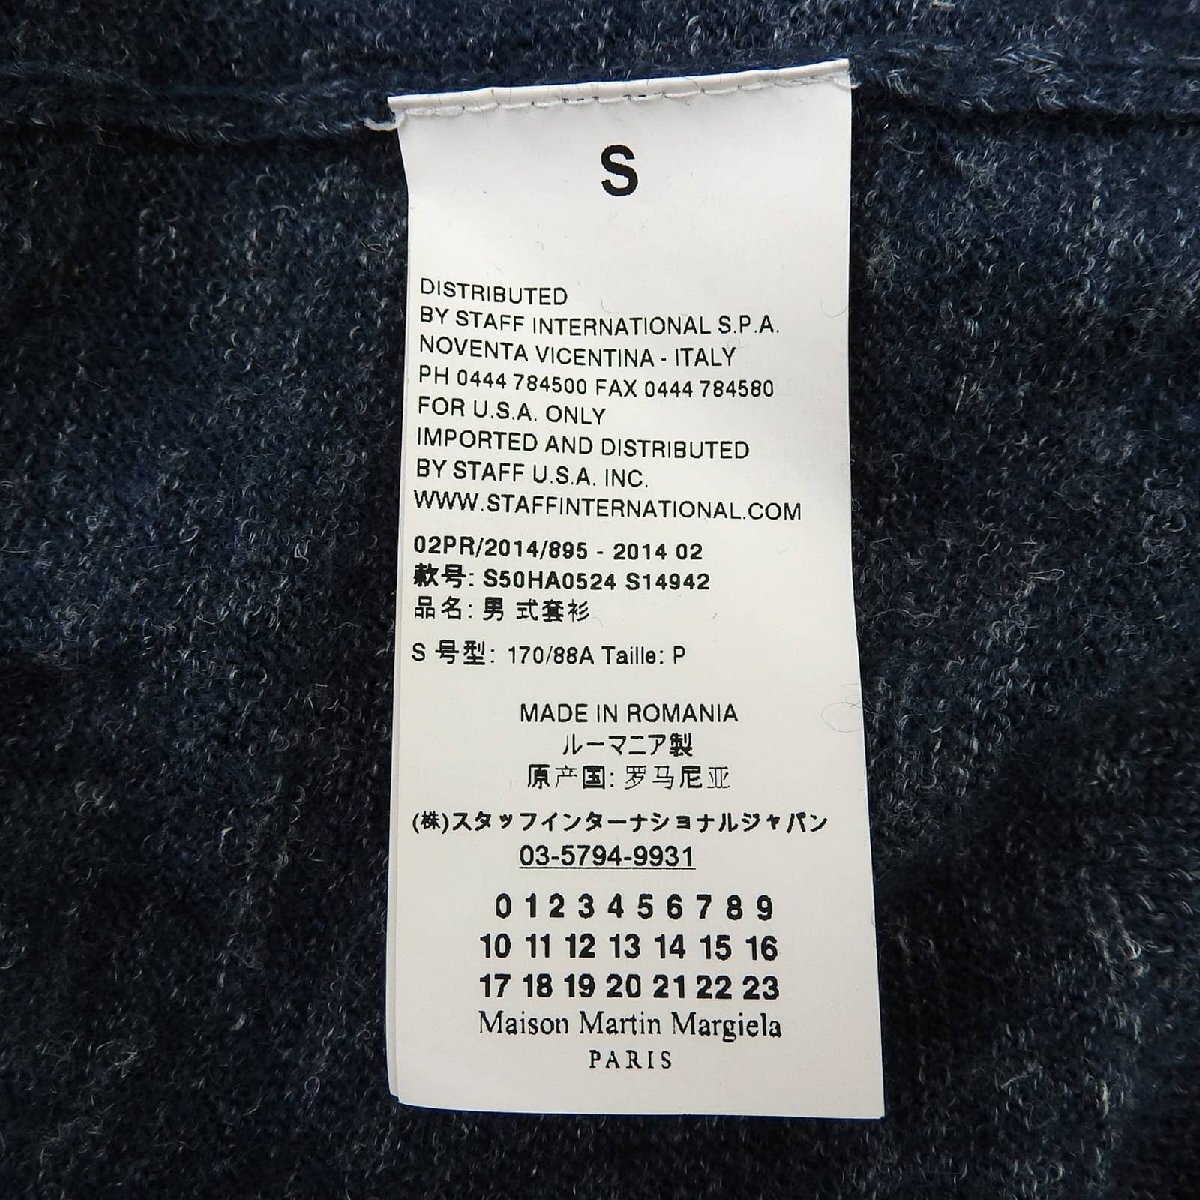 S
DISTRIBUTED
BY STAFF INTERNATIONAL S.P.A.
NOVENTA VICENTINA - ITALY
PH 0444 784500 FAX 0444 784580
FOR U.S.A. ONLY
IMPORTED AND DISTRIBUTED
BY STAFF U.S.A. INC.
WWW.STAFFINTERNATIONAL.COM
02PR/2014/895 - 2014 02
款号: S50HA0524 S14942
品名: 男 式套衫
S 号型: 170/88A Taille: P
MADE IN ROMANIA
ルーマニア製
原产国: 罗马尼亚
(株)スタッフインターナショナルジャパン
03-5794-9931
0 1 2 3 4 5 6 7 8 9
10 11 12 13 14 15 16
17 18 19 20 21 22 23
Maison Martin Margiela
PARIS